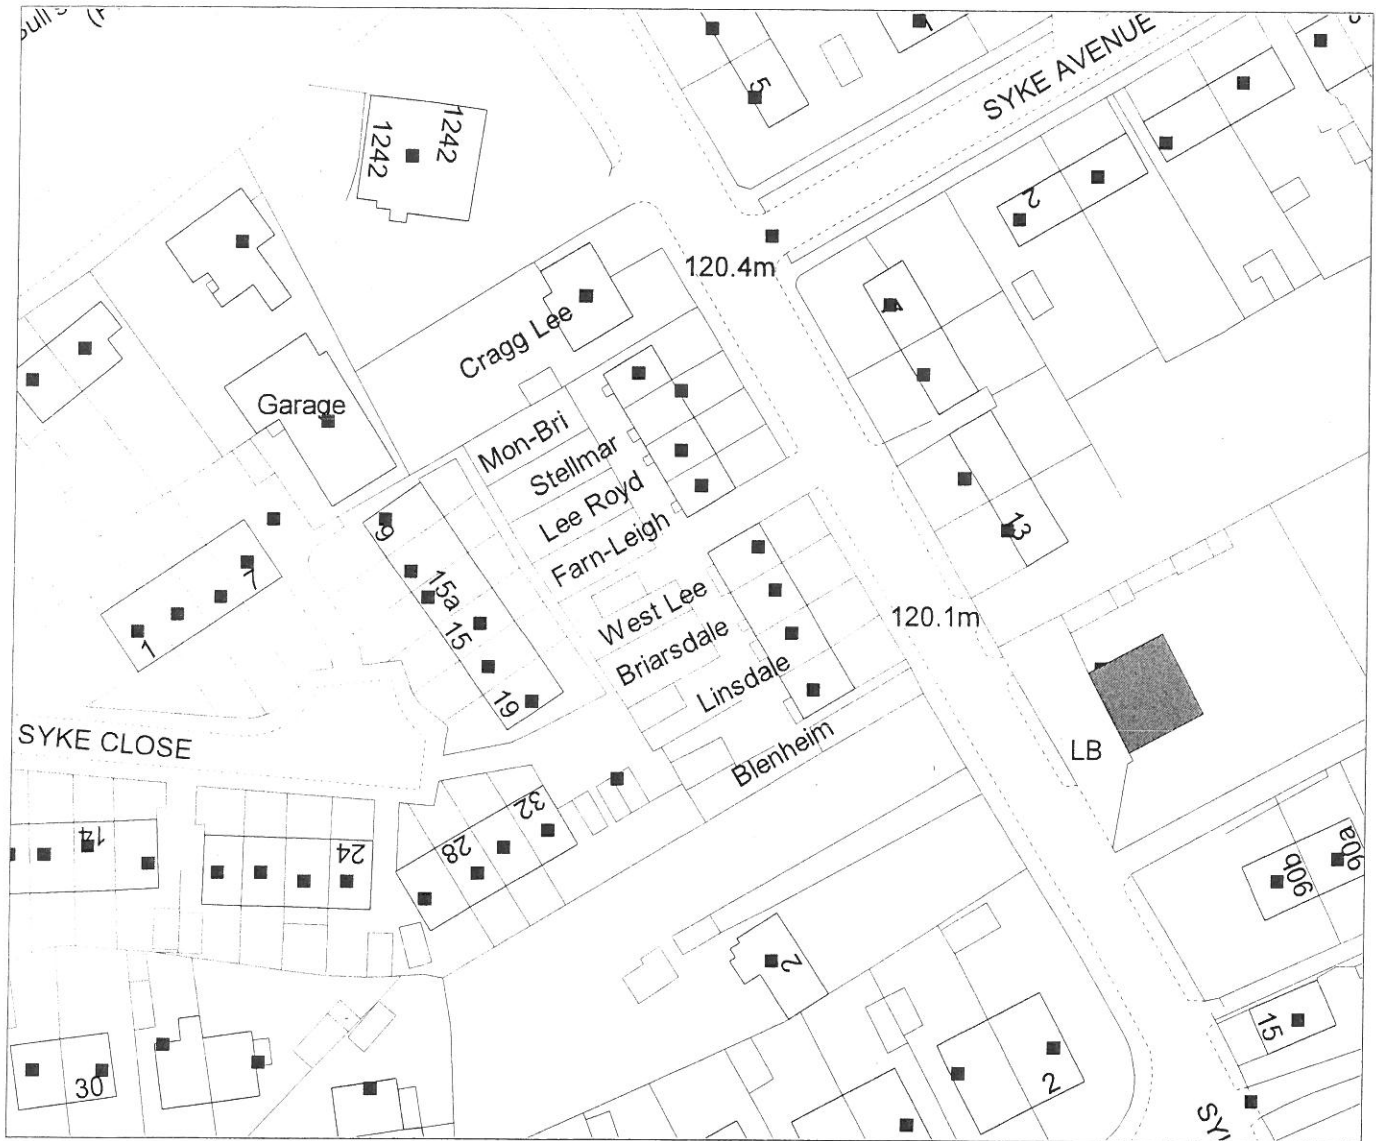 5
1
SYKE AVENUE
1242
1242
2
120.4m
Cragg Lee
Garage
Mon-Bri
Stellmar
Lee Royd
Farn-Leigh
13
9
15a
15
19
7
1
West Lee
Briarsdale
Linsdale
Blenheim
120.1m
LB
SYKE CLOSE
14
24
28
32
90b
90a
2
15
30
2